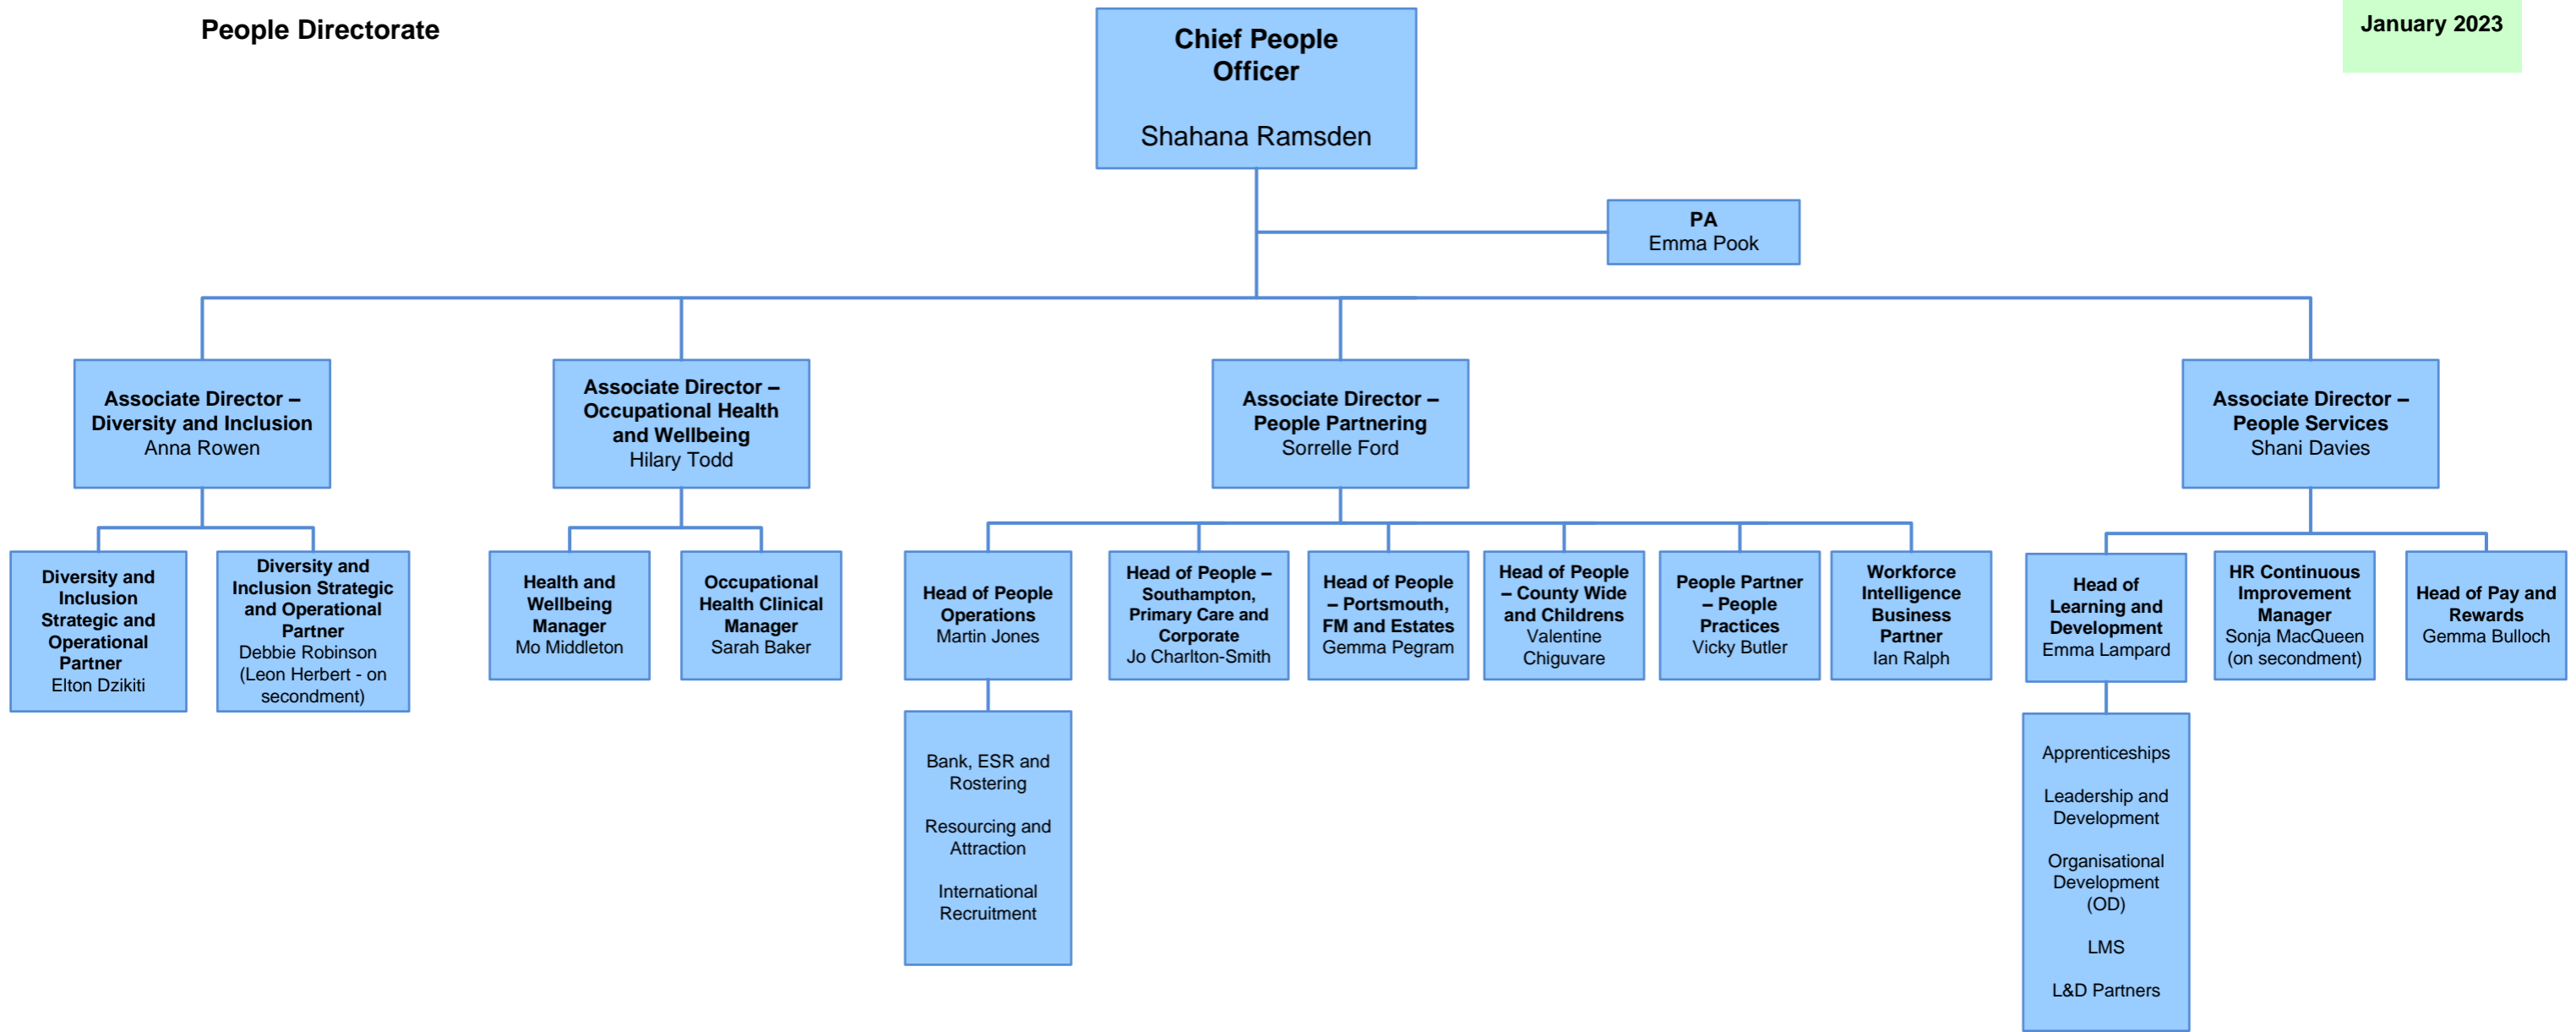 People Directorate
January 2023
Chief People
Officer
Shahana Ramsden
PA
Emma Pook
Associate Director –
Diversity and Inclusion
Anna Rowen
Associate Director –
Occupational Health
and Wellbeing
Hilary Todd
Associate Director –
People Partnering
Sorrelle Ford
Associate Director –
People Services
Shani Davies
Diversity and
Inclusion
Strategic and
Operational
Partner
Elton Dzikiti
Diversity and
Inclusion Strategic
and Operational
Partner
Debbie Robinson
(Leon Herbert - on
secondment)
Health and
Wellbeing
Manager
Mo Middleton
Occupational
Health Clinical
Manager
Sarah Baker
Head of People
Operations
Martin Jones
Head of People –
Southampton,
Primary Care and
Corporate
Jo Charlton-Smith
Head of People
– Portsmouth,
FM and Estates
Gemma Pegram
Head of People
– County Wide
and Childrens
Valentine
Chiguvare
People Partner
– People
Practices
Vicky Butler
Workforce
Intelligence
Business
Partner
Ian Ralph
Head of
Learning and
Development
Emma Lampard
HR Continuous
Improvement
Manager
Sonja MacQueen
(on secondment)
Head of Pay and
Rewards
Gemma Bulloch
Bank, ESR and
Rostering
Resourcing and
Attraction
International
Recruitment
Apprenticeships
Leadership and
Development
Organisational
Development
(OD)
LMS
L&D Partners